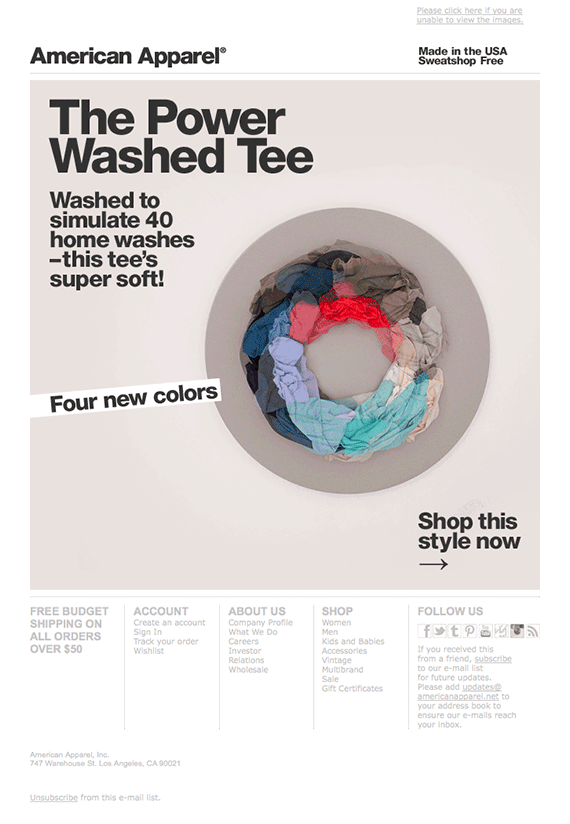 Please click here if you are
unable to view the images.
American Apparel®
Made in the USA
Sweatshop Free
The Power
Washed Tee
Washed to
simulate 40
home washes
–this tee's
super soft!
Four new colors
Shop this
style now
→
FREE BUDGET
SHIPPING ON
ALL ORDERS
OVER $50
ACCOUNT
Create an account
Sign In
Track your order
Wishlist
ABOUT US
Company Profile
What We Do
Careers
Investor
Relations
Wholesale
SHOP
Women
Men
Kids and Babies
Accessories
Vintage
Multibrand
Sale
Gift Certificates
FOLLOW US
If you received this
from a friend, subscribe
to our e-mail list
for future updates.
Please add updates@
americanapparel.net to
your address book to
ensure our e-mails reach
your inbox.
American Apparel, Inc.
747 Warehouse St. Los Angeles, CA 90021
Unsubscribe from this e-mail list.